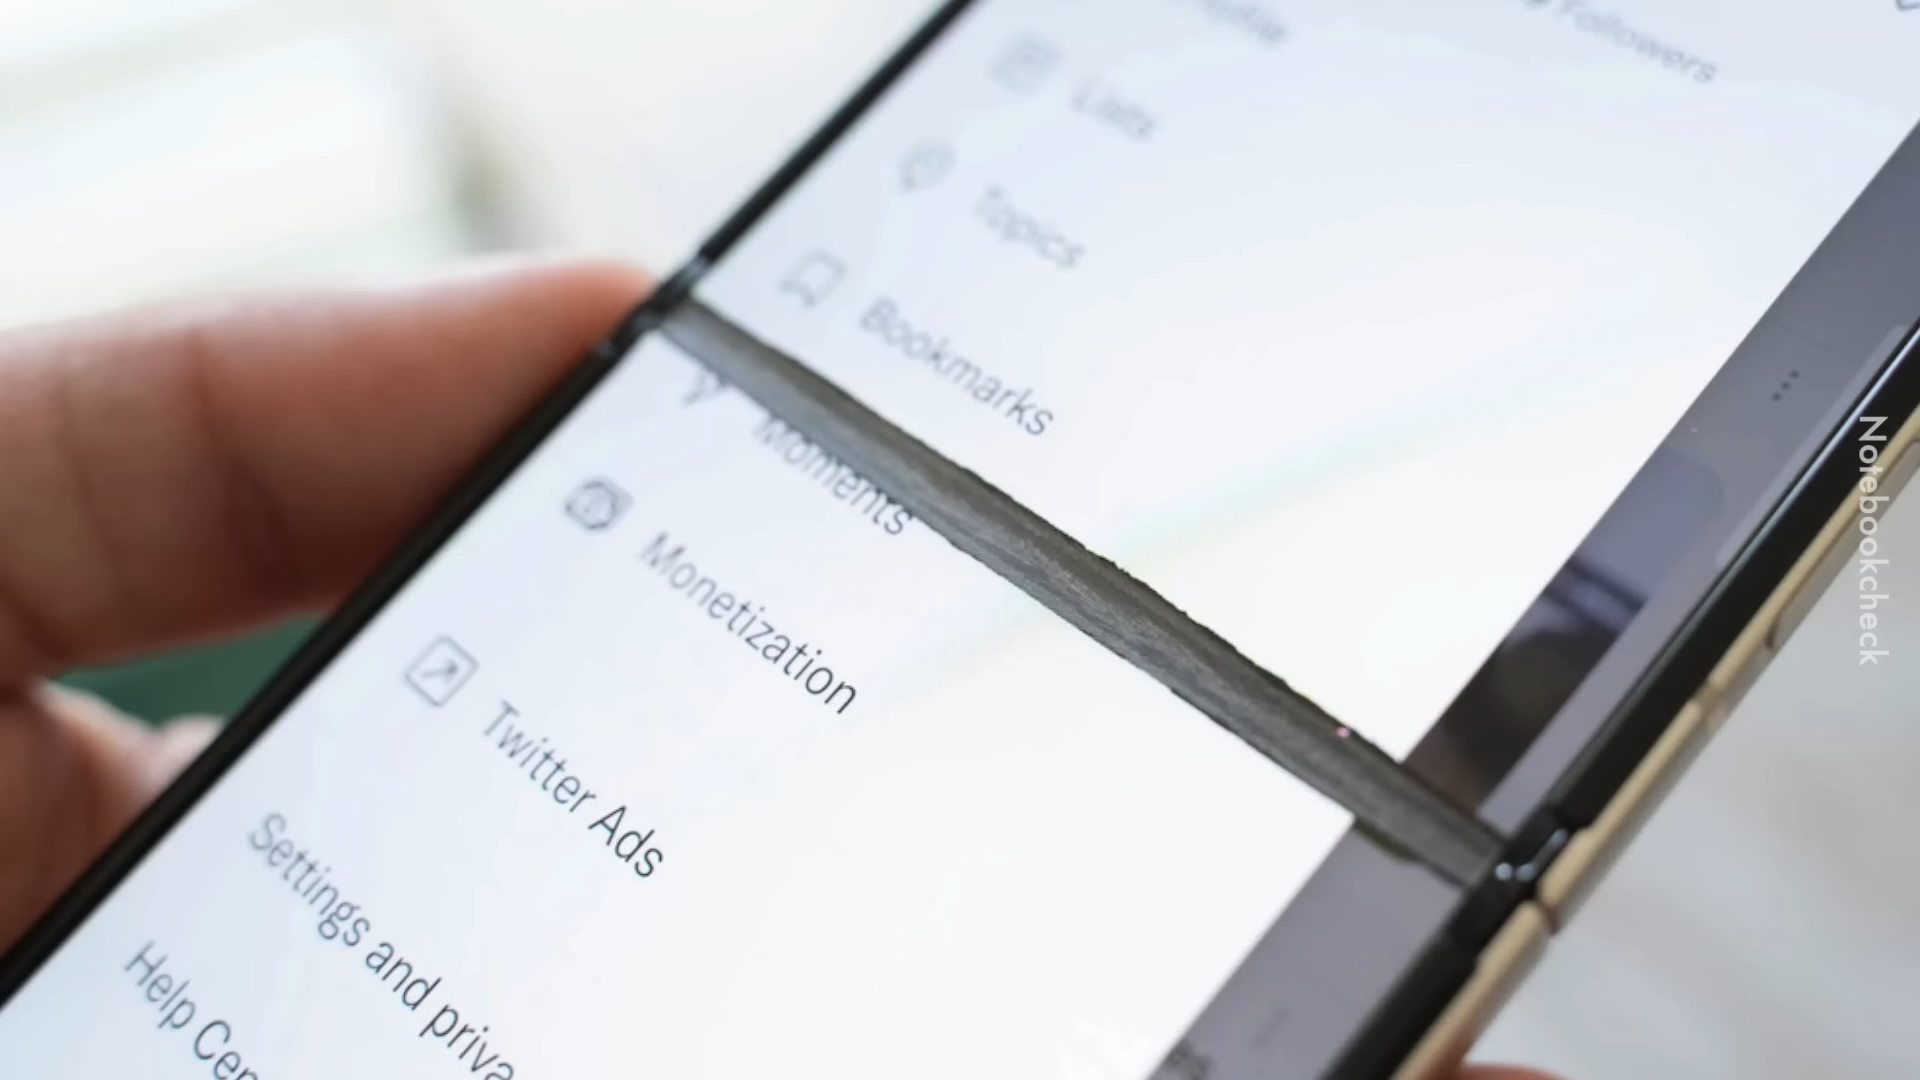 Followers
Lists
Topics
Bookmarks
Moments
Monetization
Twitter Ads
Settings and priva
Help Cen
Notebookcheck